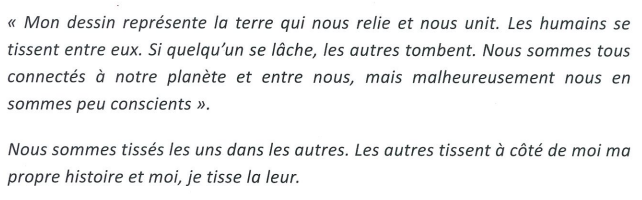 « Mon dessin représente la terre qui nous relie et nous unit. Les humains se
tissent entre eux. Si quelqu’un se lâche, les autres tombent. Nous sommes tous
connectés à notre planète et entre nous, mais malheureusement nous en
sommes peu conscients ».
Nous sommes tissés les uns dans les autres. Les autres tissent à côté de moi ma
propre histoire et moi, je tisse la leur.